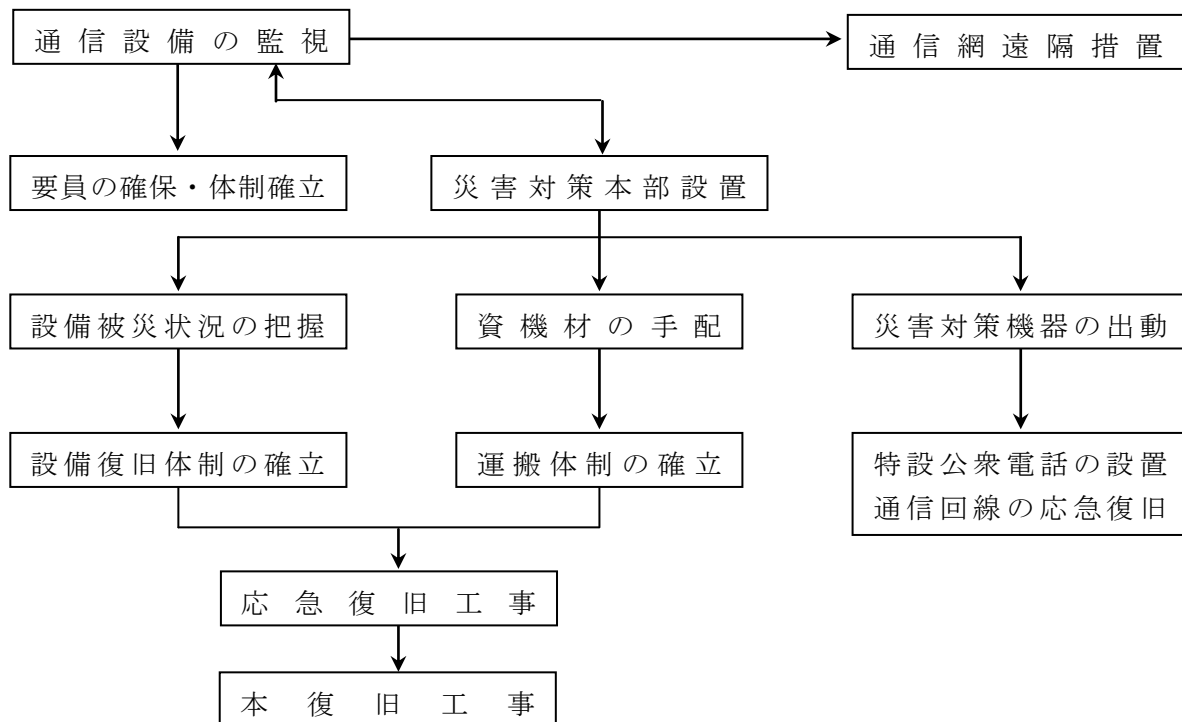 通信設備の監視
通信網遠隔措置
要員の確保・体制確立
災害対策本部設置
設備被災状況の把握
資機材の手配
災害対策機器の出動
設備復旧体制の確立
運搬体制の確立
特設公衆電話の設置
通信回線の応急復旧
応急復旧工事
本復旧工事